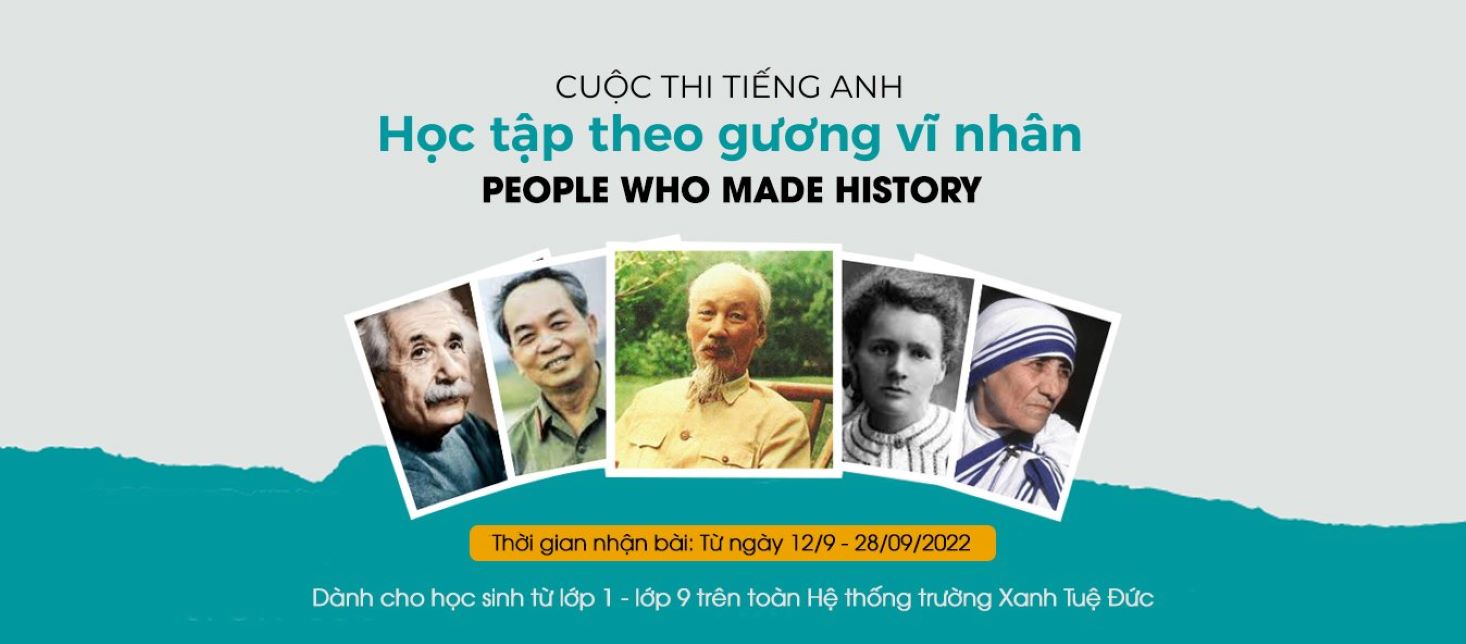 CUỘC THI TIẾNG ANH
Học tập theo gương vĩ nhân
PEOPLE WHO MADE HISTORY
Thời gian nhận bài: Từ ngày 12/9 - 28/09/2022
Dành cho học sinh từ lớp 1 - lớp 9 trên toàn Hệ thống trường Xanh Tuệ Đức